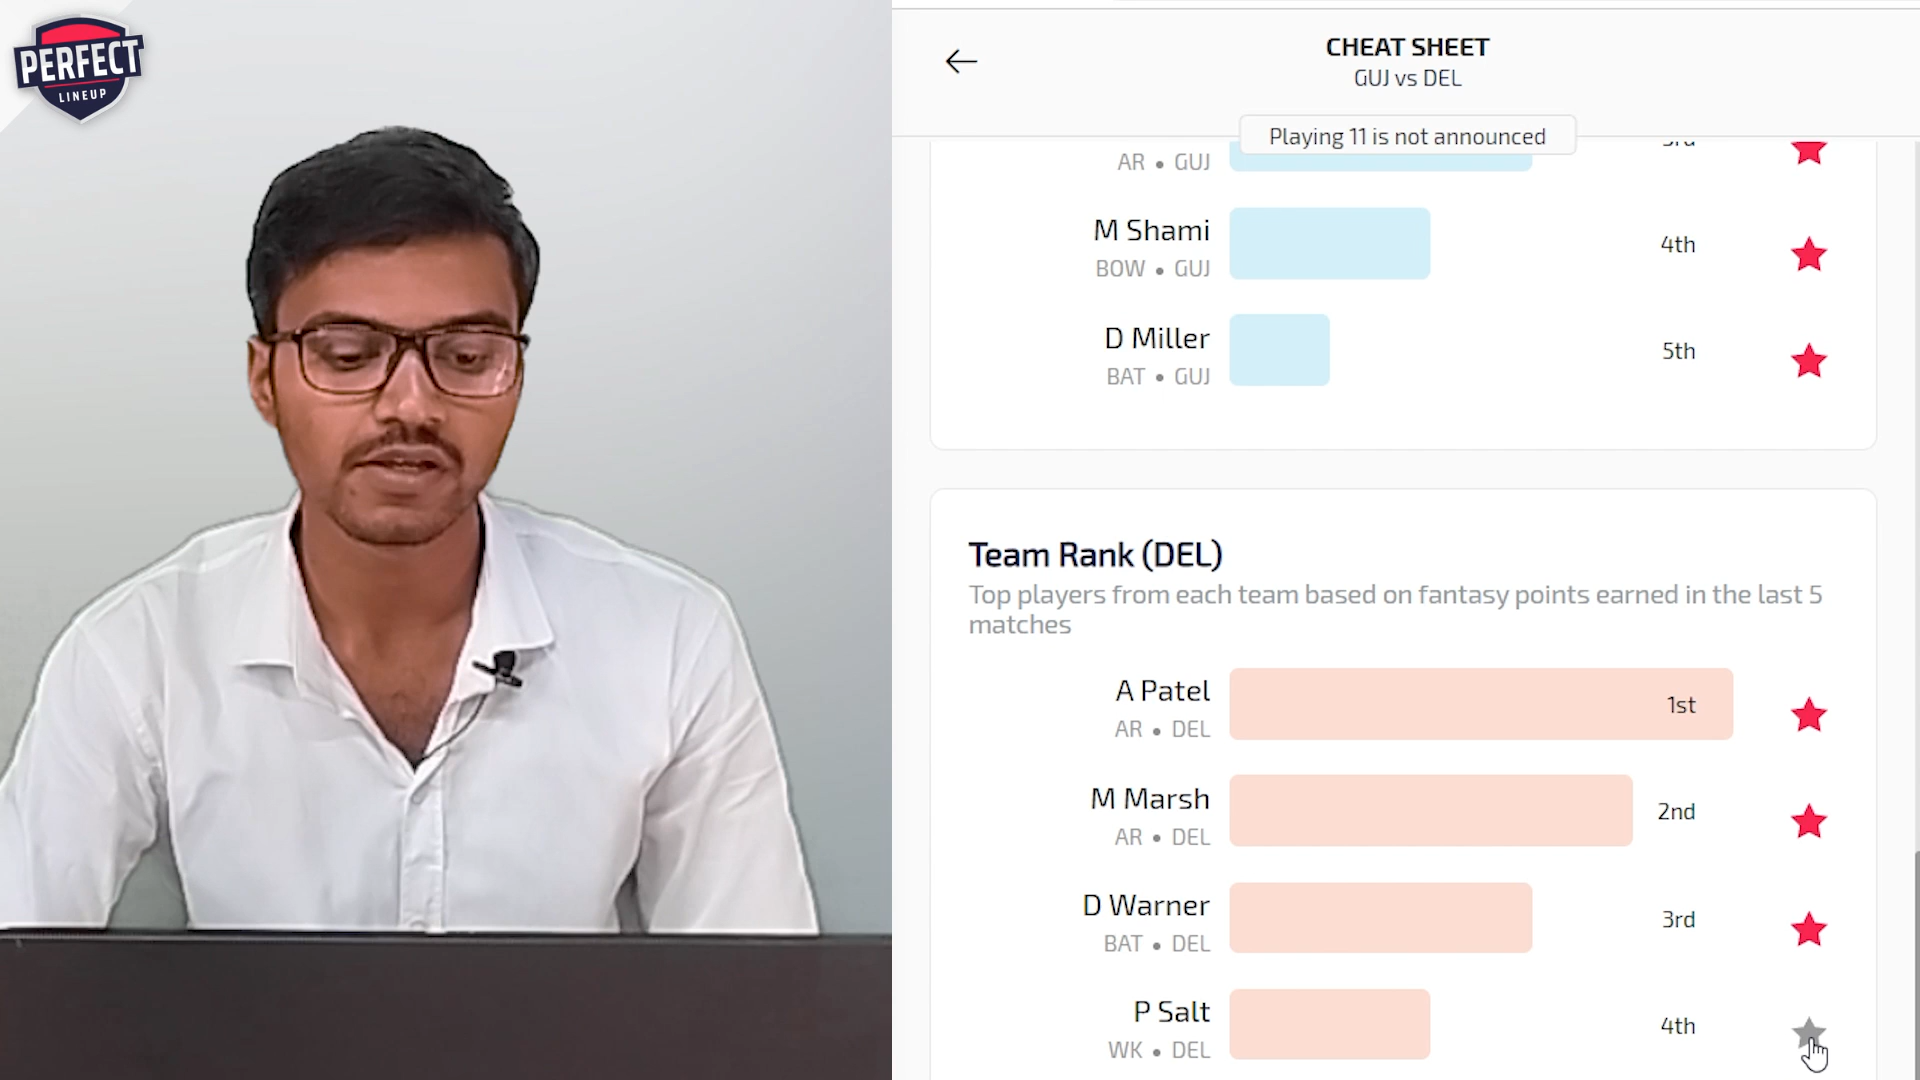 PERFECT
LINEUP
CHEAT SHEET
GUJ vs DEL
Playing 11 is not announced
AR • GUJ
3rd
M Shami
BOW • GUJ
4th
D Miller
BAT • GUJ
5th
Team Rank (DEL)
Top players from each team based on fantasy points earned in the last 5
matches
A Patel
AR • DEL
1st
M Marsh
AR • DEL
2nd
D Warner
BAT • DEL
3rd
P Salt
WK • DEL
4th